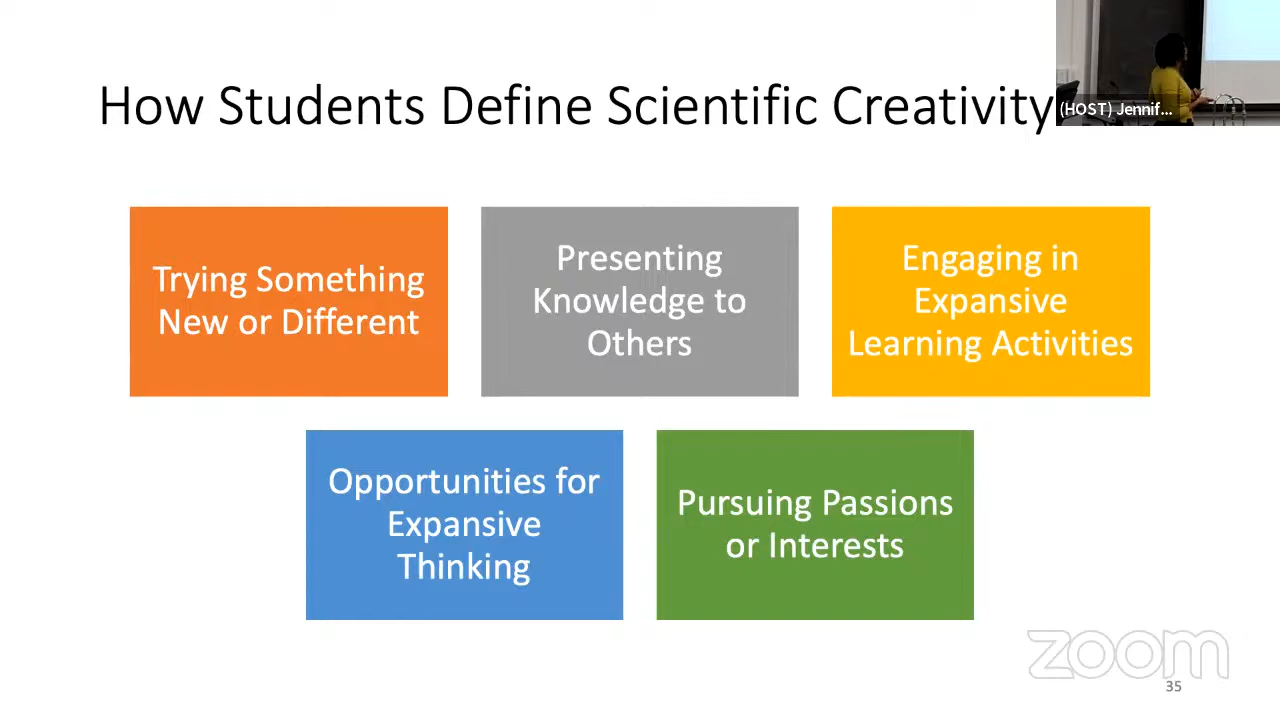 How Students Define Scientific Creativity
(HOST) Jennif...
Trying Something
New or Different
Presenting
Knowledge to
Others
Engaging in
Expansive
Learning Activities
Opportunities for
Expansive
Thinking
Pursuing Passions
or Interests
zoom
35